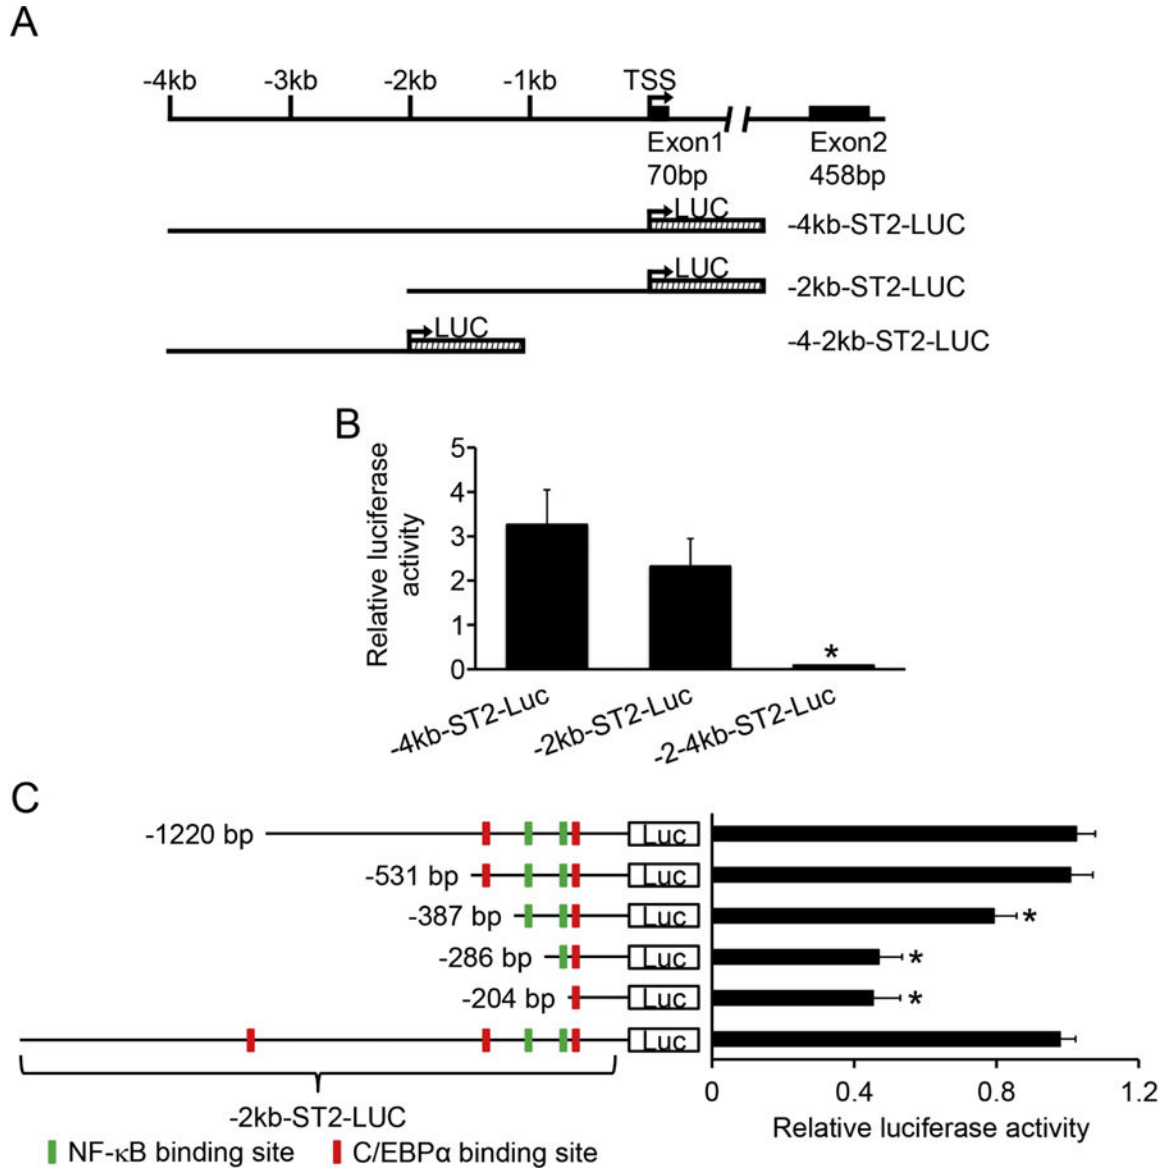 A
-4kb -3kb -2kb -1kb TSS
Exon1 Exon2
70bp 458bp
LUC -4kb-ST2-LUC
LUC -2kb-ST2-LUC
LUC -4-2kb-ST2-LUC
B
Relative luciferase
activity
5
4
3
2
1
0
*
-4kb-ST2-Luc
-2kb-ST2-Luc
-2-4kb-ST2-Luc
C
-1220 bp Luc
-531 bp Luc
-387 bp Luc *
-286 bp Luc *
-204 bp Luc *
Luc
0 0.4 0.8 1.2
-2kb-ST2-LUC
Relative luciferase activity
NF-κB binding site C/EBPα binding site